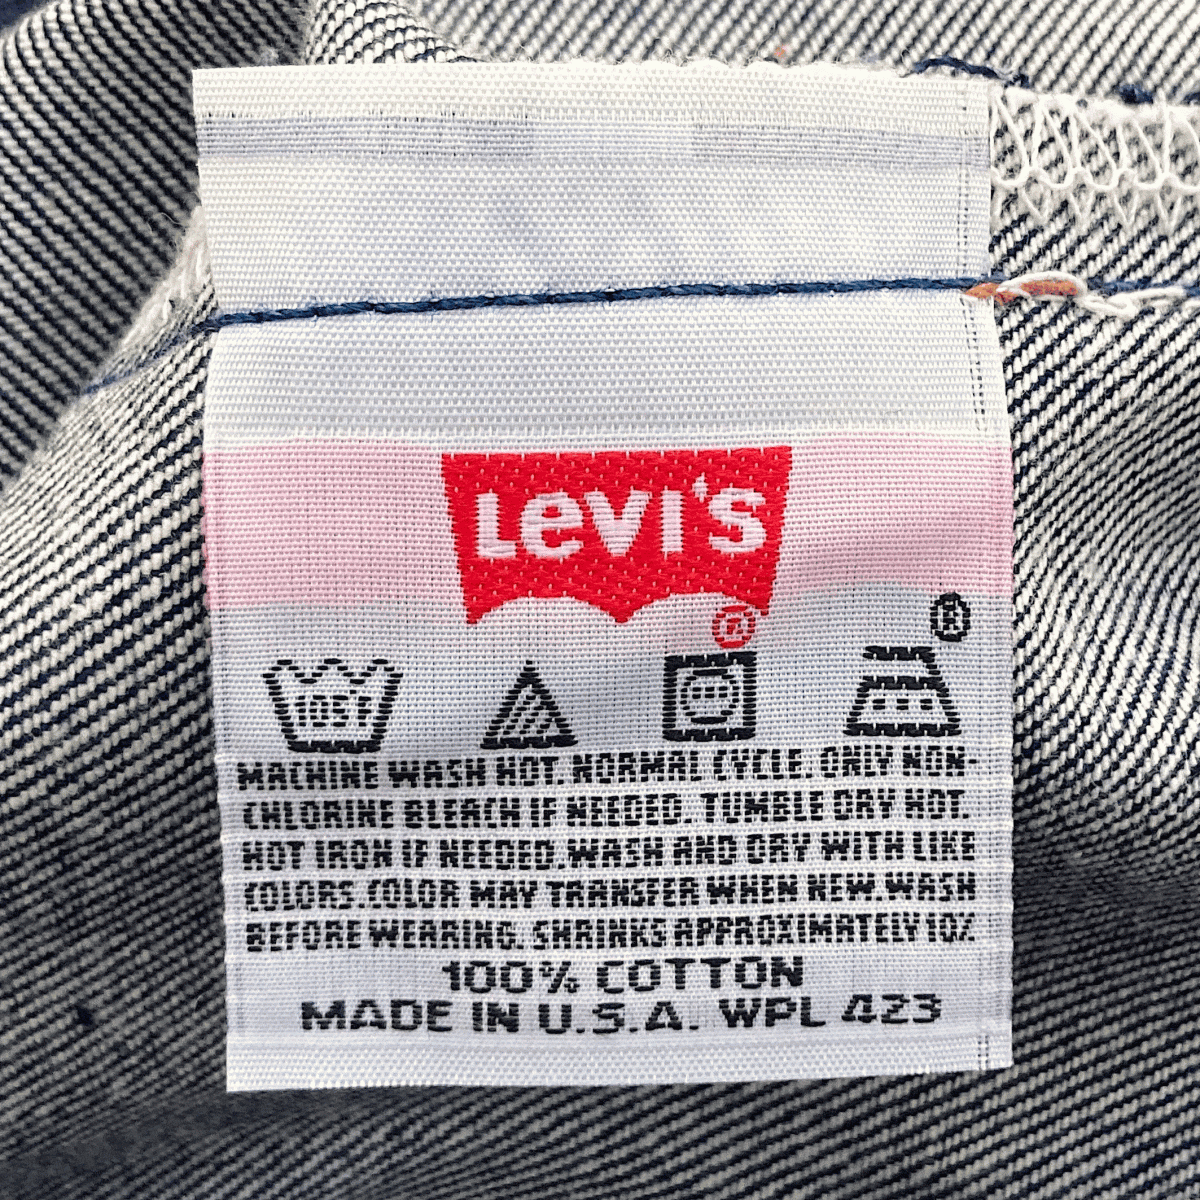 Levi's
®
®
105°
MACHINE WASH HOT. NORMAL CYCLE. ONLY NON-
CHLORINE BLEACH IF NEEDED. TUMBLE DRY HOT.
HOT IRON IF NEEDED. WASH AND DRY WITH LIKE
COLORS. COLOR MAY TRANSFER WHEN NEW. WASH
BEFORE WEARING. SHRINKS APPROXIMATELY 10%
100% COTTON
MADE IN U.S.A. WPL 423